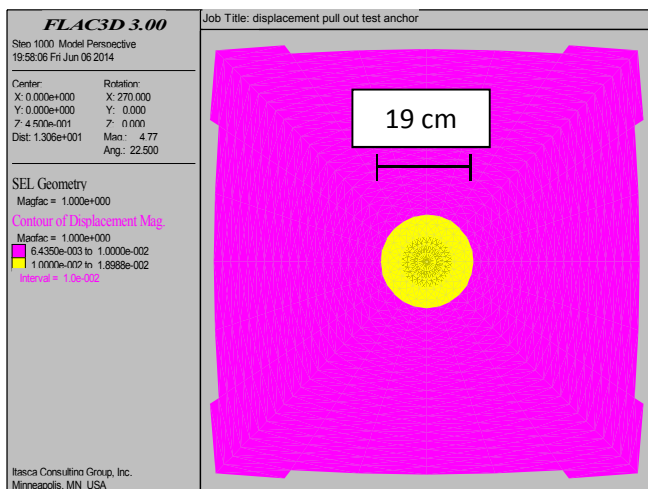 FLAC3D 3.00
Step 1000 Model Perspective
19:58:06 Fri Jun 06 2014
Center: Rotation:
X: 0.000e+000 X: 270.000
Y: 0.000e+000 Y: 0.000
Z: 4.500e-001 Z: 0.000
Dist: 1.306e+001 Mag.: 4.77
Ang.: 22.500
SEL Geometry
Magfac = 1.000e+000
Contour of Displacement Mag.
Magfac = 1.000e+000
6.4350e-003 to 1.0000e-002
1.0000e-002 to 1.8988e-002
Interval = 1.0e-002
Itasca Consulting Group, Inc.
Minneapolis, MN USA
Job Title: displacement pull out test anchor
19 cm